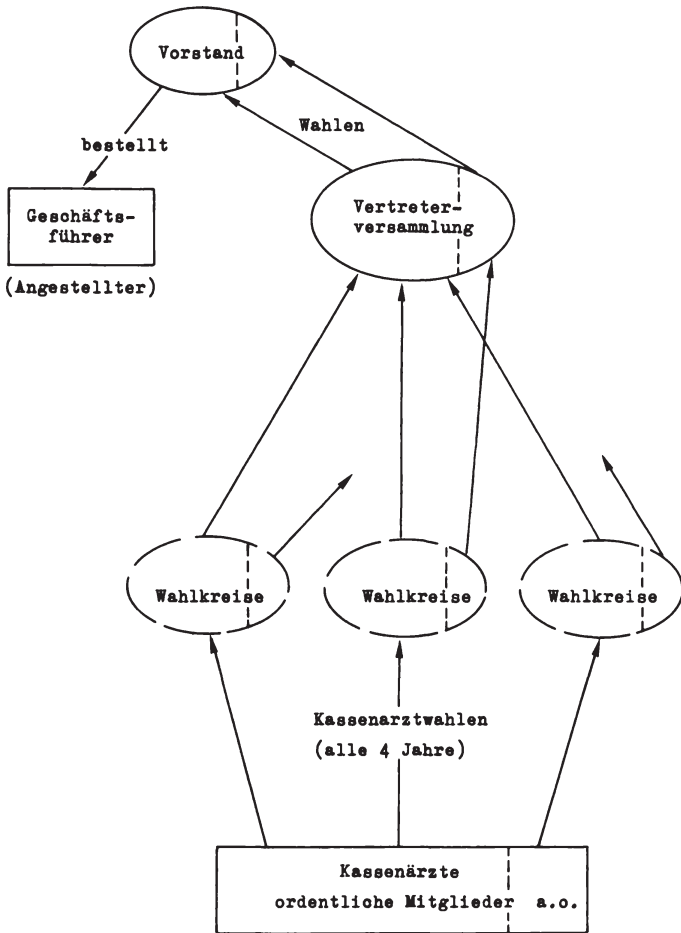 Vorstand
Wahlen
bestellt
Vertreter-
versammlung
Geschäfts-
führer
(Angestellter)
Wahlkreise
Wahlkreise
Wahlkreise
Kassenarztwahlen
(alle 4 Jahre)
Kassenärzte
ordentliche Mitglieder a.o.